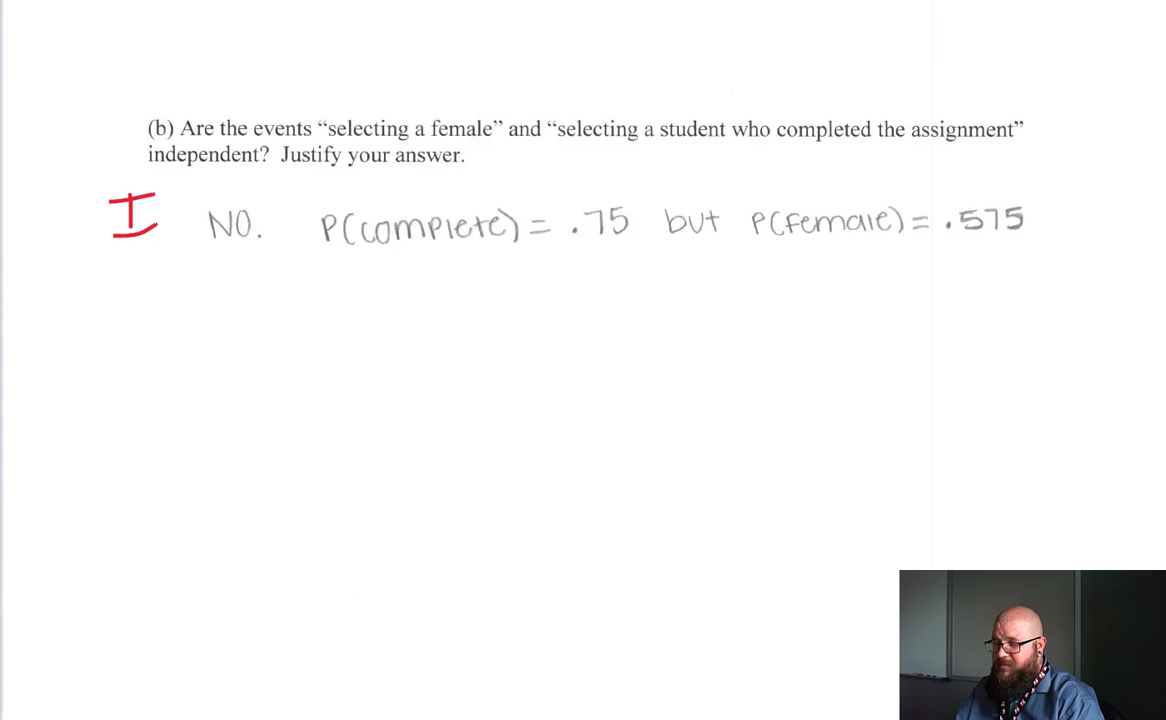 (b) Are the events “selecting a female” and “selecting a student who completed the assignment”
independent? Justify your answer.
I NO. P(complete) = .75 but P(female) = .575